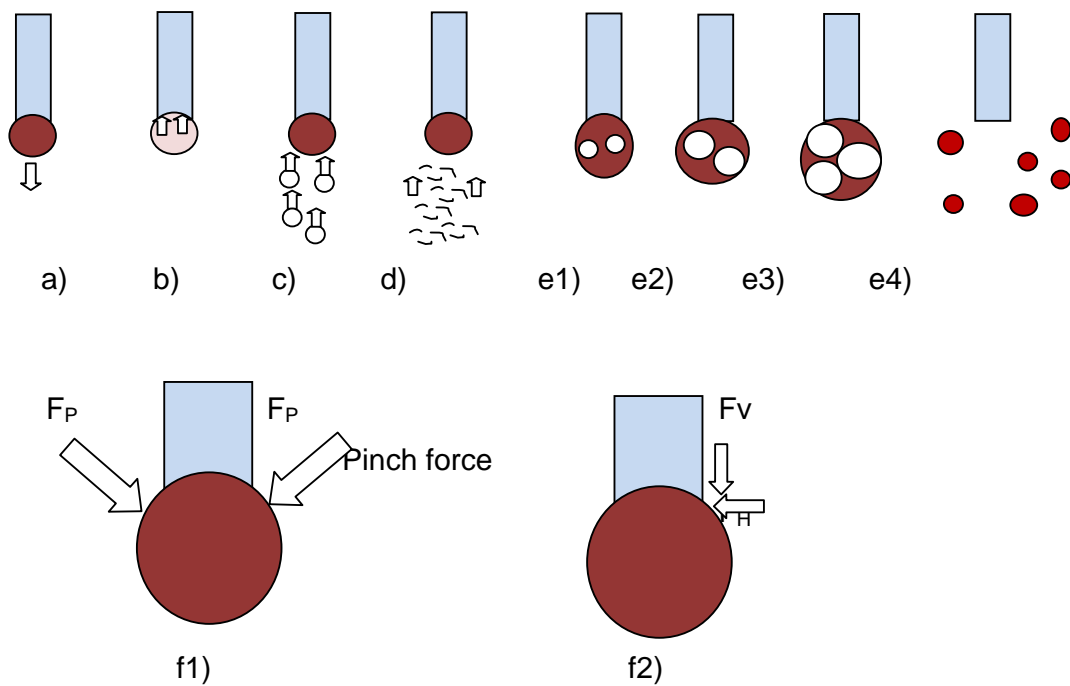 a) b) c) d) e1) e2) e3) e4)
FP FP Fv
Pinch force
H
f1) f2)